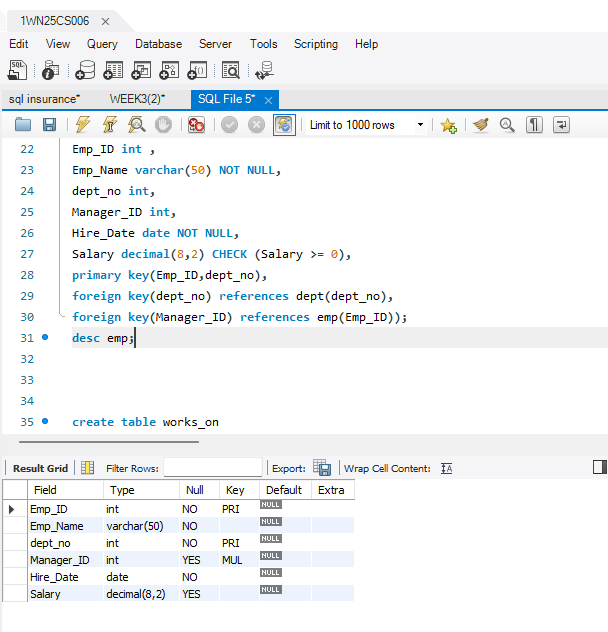 1WN25CS006
Edit View Query Database Server Tools Scripting Help
sql insurance* WEEK3(2)* SQL File 5*
Limit to 1000 rows
22 Emp_ID int ,
23 Emp_Name varchar(50) NOT NULL,
24 dept_no int,
25 Manager_ID int,
26 Hire_Date date NOT NULL,
27 Salary decimal(8,2) CHECK (Salary >= 0),
28 primary key(Emp_ID,dept_no),
29 foreign key(dept_no) references dept(dept_no),
30 foreign key(Manager_ID) references emp(Emp_ID));
31 desc emp;
32
33
34
35 create table works_on
Result Grid Filter Rows: Export: Wrap Cell Content:
Field Type Null Key Default Extra
Emp_ID int NO PRI NULL
Emp_Name varchar(50) NO NULL
dept_no int NO PRI NULL
Manager_ID int YES MUL NULL
Hire_Date date NO NULL
Salary decimal(8,2) YES NULL